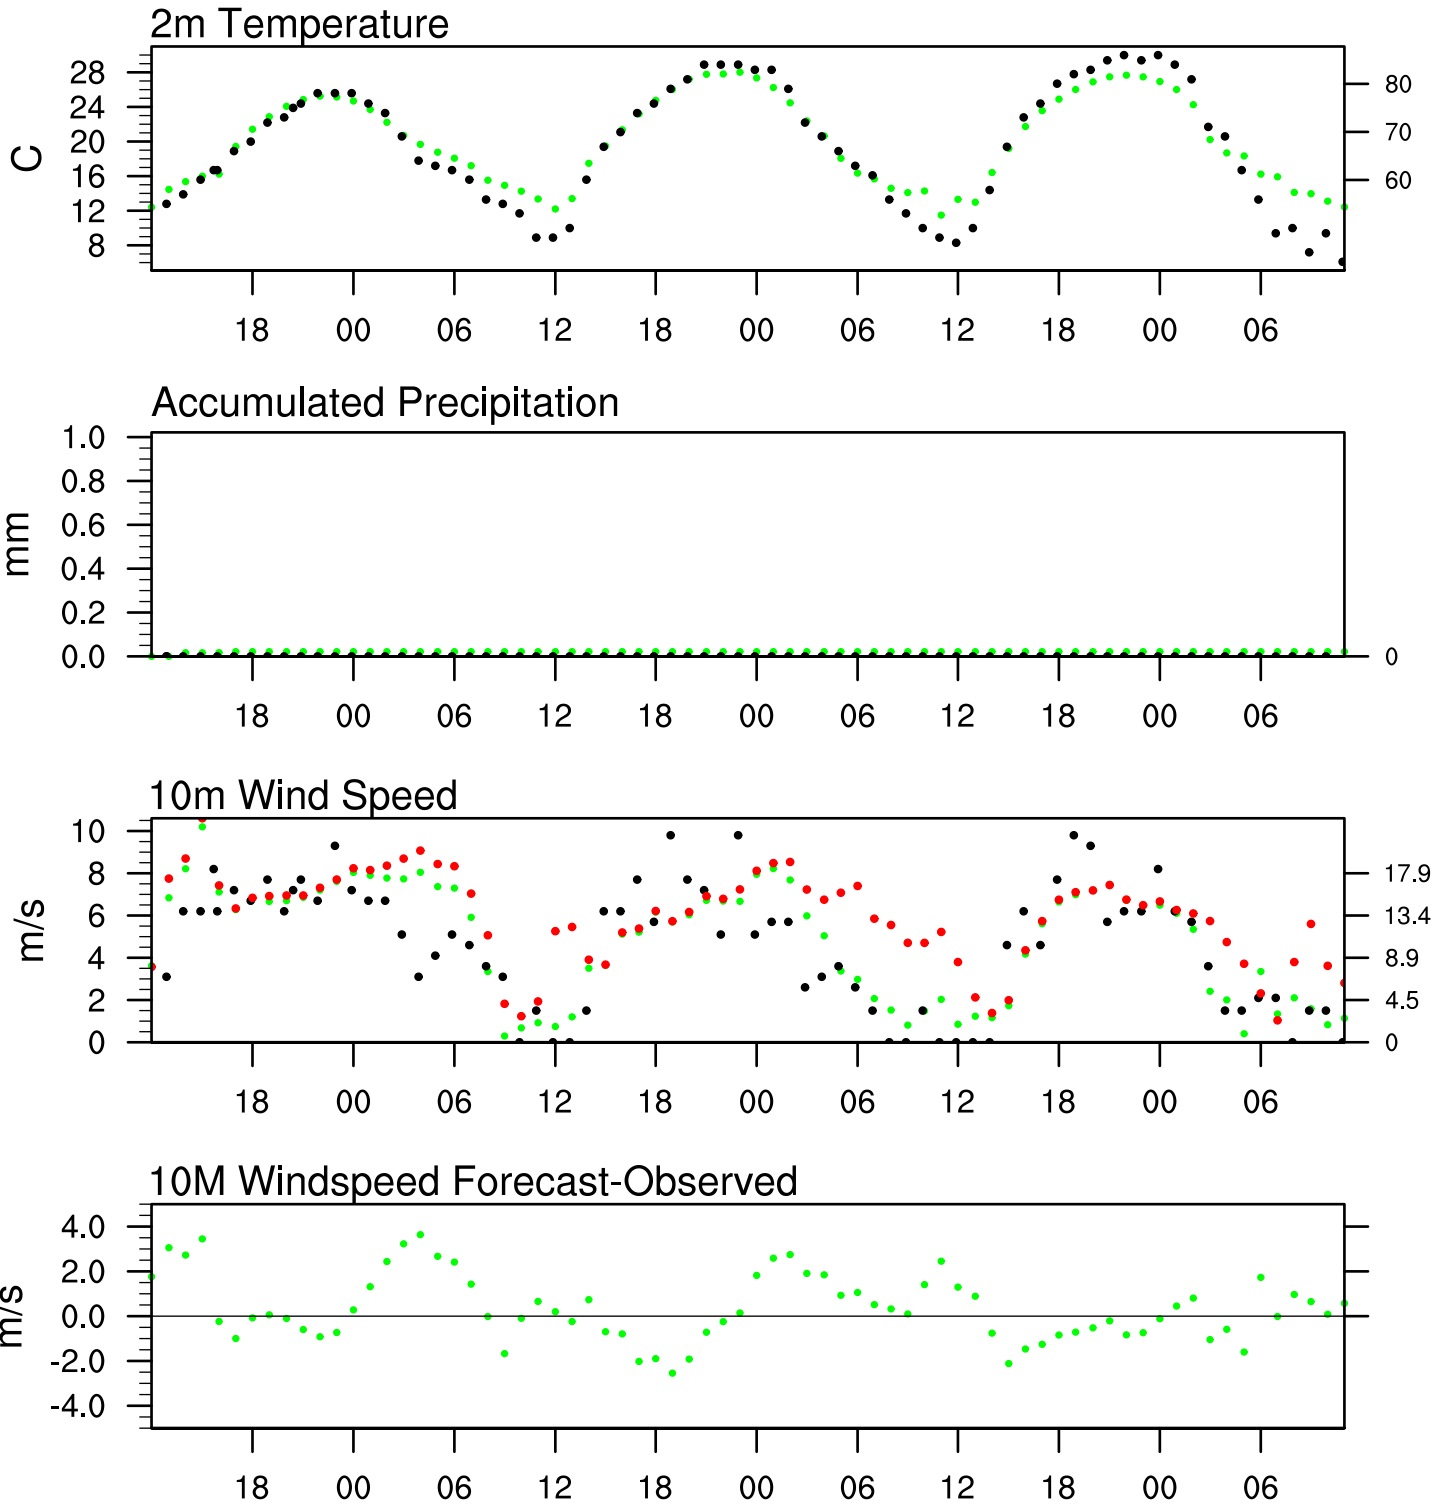 2m Temperature
C
28
24
20
16
12
8
80
70
60
18 00 06 12 18 00 06 12 18 00 06
Accumulated Precipitation
mm
1.0
0.8
0.6
0.4
0.2
0.0
0
18 00 06 12 18 00 06 12 18 00 06
10m Wind Speed
m/s
10
8
6
4
2
0
17.9
13.4
8.9
4.5
0
18 00 06 12 18 00 06 12 18 00 06
10M Windspeed Forecast-Observed
m/s
4.0
2.0
0.0
-2.0
-4.0
18 00 06 12 18 00 06 12 18 00 06